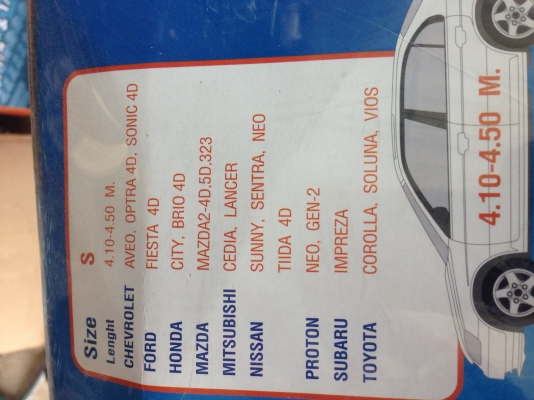 Size S
Lenght 4.10-4.50 M.
CHEVROLET AVEO, OPTRA 4D, SONIC 4D
FORD FIESTA 4D
HONDA CITY, BRIO 4D
MAZDA MAZDA2-4D,5D,323
MITSUBISHI CEDIA, LANCER
NISSAN SUNNY, SENTRA, NEO
TIIDA 4D
PROTON NEO, GEN-2
SUBARU IMPREZA
TOYOTA COROLLA, SOLUNA, VIOS
4.10-4.50 M.